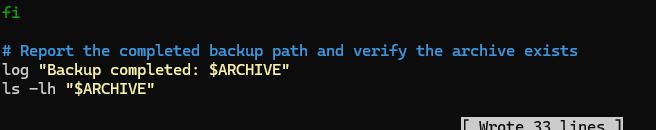 fi
# Report the completed backup path and verify the archive exists
log "Backup completed: $ARCHIVE"
ls -lh "$ARCHIVE"
[ Wrote 33 lines ]